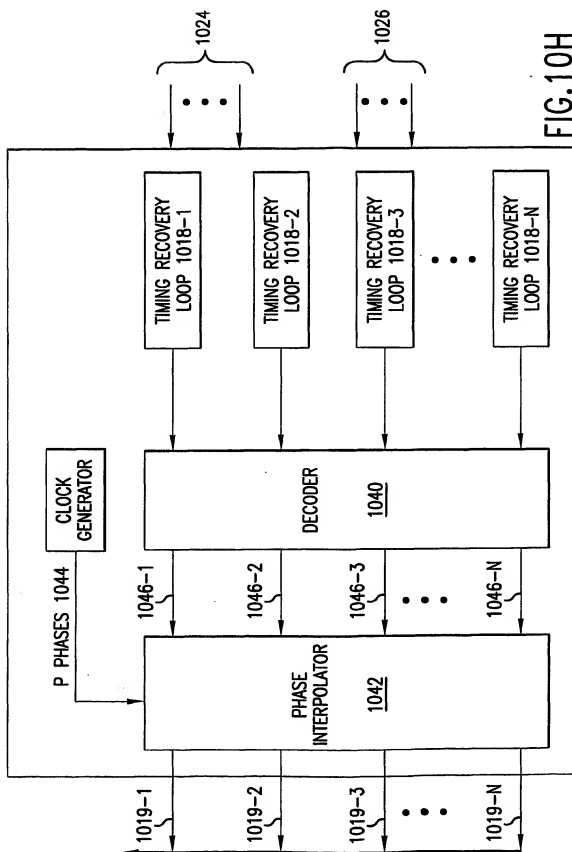 1024
1026
FIG.10H
TIMING RECOVERY
LOOP 1018-1
TIMING RECOVERY
LOOP 1018-2
TIMING RECOVERY
LOOP 1018-3
TIMING RECOVERY
LOOP 1018-N
CLOCK
GENERATOR
DECODER
1040
P PHASES 1044
1046-1
1046-2
1046-3
1046-N
PHASE
INTERPOLATOR
1042
1019-1
1019-2
1019-3
1019-N